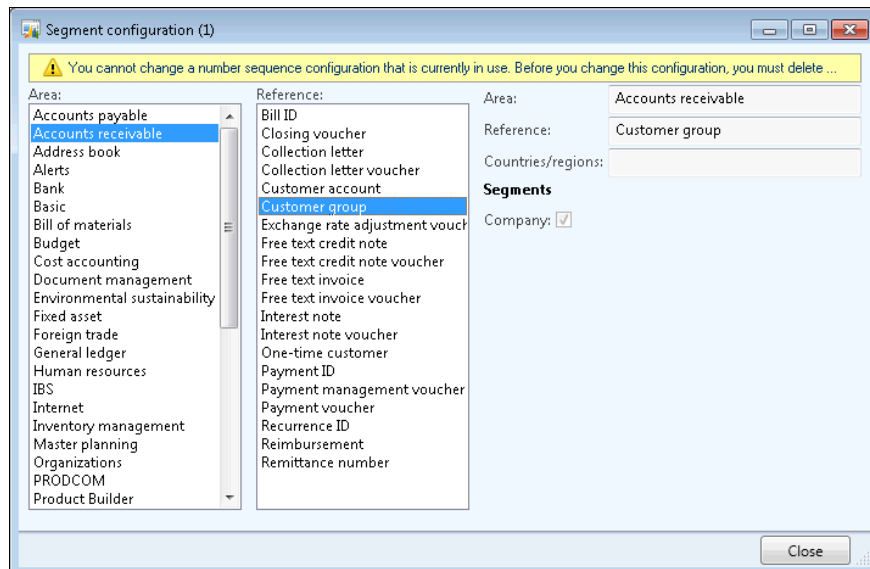 Segment configuration (1)
You cannot change a number sequence configuration that is currently in use. Before you change this configuration, you must delete ...
Area:
Accounts payable
Accounts receivable
Address book
Alerts
Bank
Basic
Bill of materials
Budget
Cost accounting
Document management
Environmental sustainability
Fixed asset
Foreign trade
General ledger
Human resources
IBS
Internet
Inventory management
Master planning
Organizations
PRODCOM
Product Builder
Reference:
Bill ID
Closing voucher
Collection letter
Collection letter voucher
Customer account
Customer group
Exchange rate adjustment vouch
Free text credit note
Free text credit note voucher
Free text invoice
Free text invoice voucher
Interest note
Interest note voucher
One-time customer
Payment ID
Payment management voucher
Payment voucher
Recurrence ID
Reimbursement
Remittance number
Area: Accounts receivable
Reference: Customer group
Countries/regions:
Segments
Company:
Close